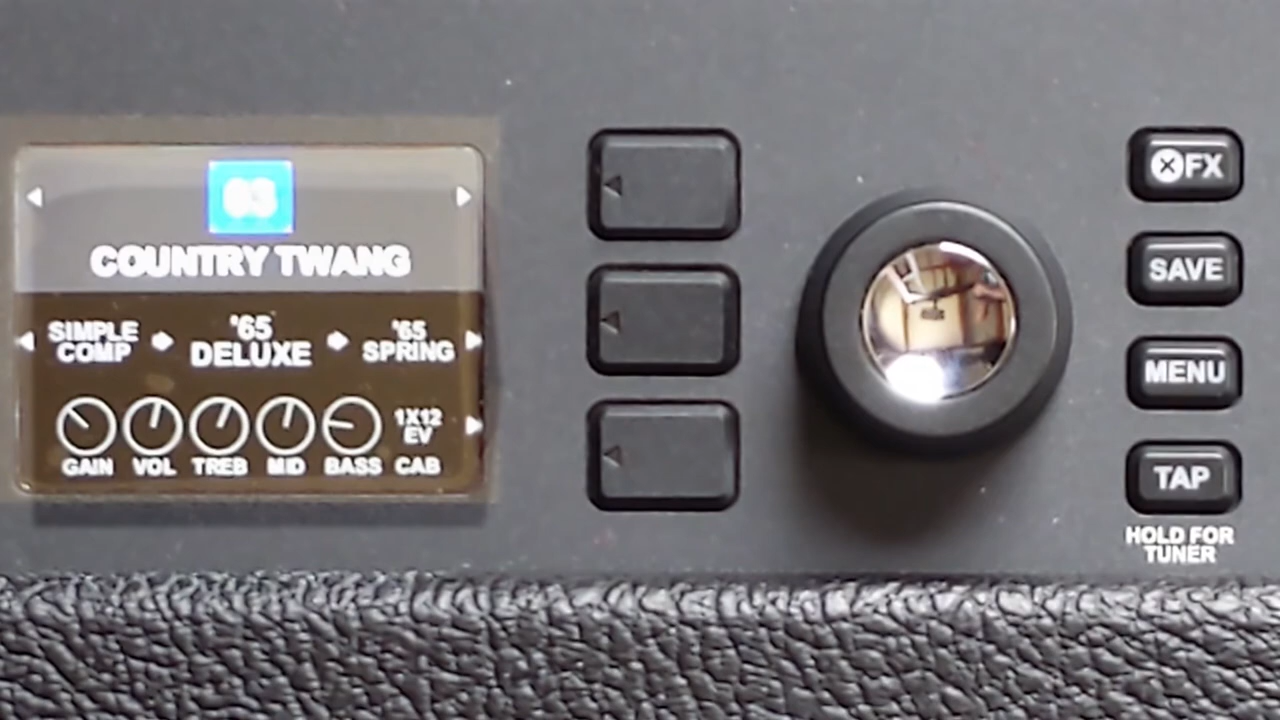 COUNTRY TWANG
SIMPLE COMP
'65 DELUXE
'65 SPRING
GAIN VOL TREB MID BASS
1X12 EV
CAB
FX
SAVE
MENU
TAP
HOLD FOR
TUNER